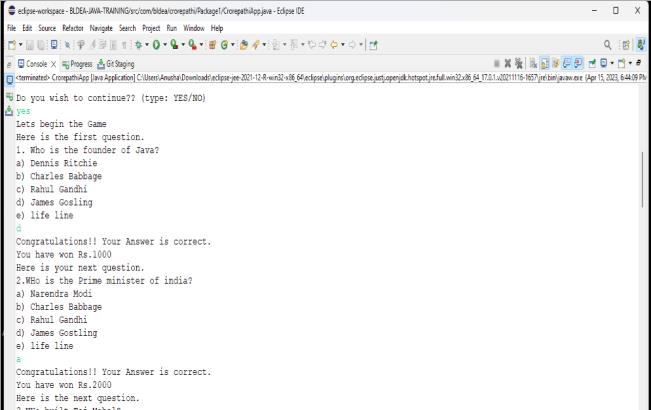 eclipse-workspace - BLDEA-JAVA-TRAINING/src/com/bldea/crorepathi/Package1/CrorepathiApp.java - Eclipse IDE
File Edit Source Refactor Navigate Search Project Run Window Help
Console Progress Git Staging
<terminated> CrorepathiApp [Java Application] C:\Users\Anusha\Downloads\eclipse-jee-2021-12-R-win32-x86_64\eclipse\plugins\org.eclipse.justj.openjdk.hotspot.jre.full.win32.x86_64_17.0.1.v20211116-1657\jre\bin\javaw.exe (Apr 15, 2023, 6:44:09 PM
Do you wish to continue?? (type: YES/NO)
yes
Lets begin the Game
Here is the first question.
1. Who is the founder of Java?
a) Dennis Ritchie
b) Charles Babbage
c) Rahul Gandhi
d) James Gosling
e) life line
d
Congratulations!! Your Answer is correct.
You have won Rs.1000
Here is your next question.
2.WHo is the Prime minister of india?
a) Narendra Modi
b) Charles Babbage
c) Rahul Gandhi
d) James Gostling
e) life line
a
Congratulations!! Your Answer is correct.
You have won Rs.2000
Here is the next question.
3.WHo built Taj Mahal?